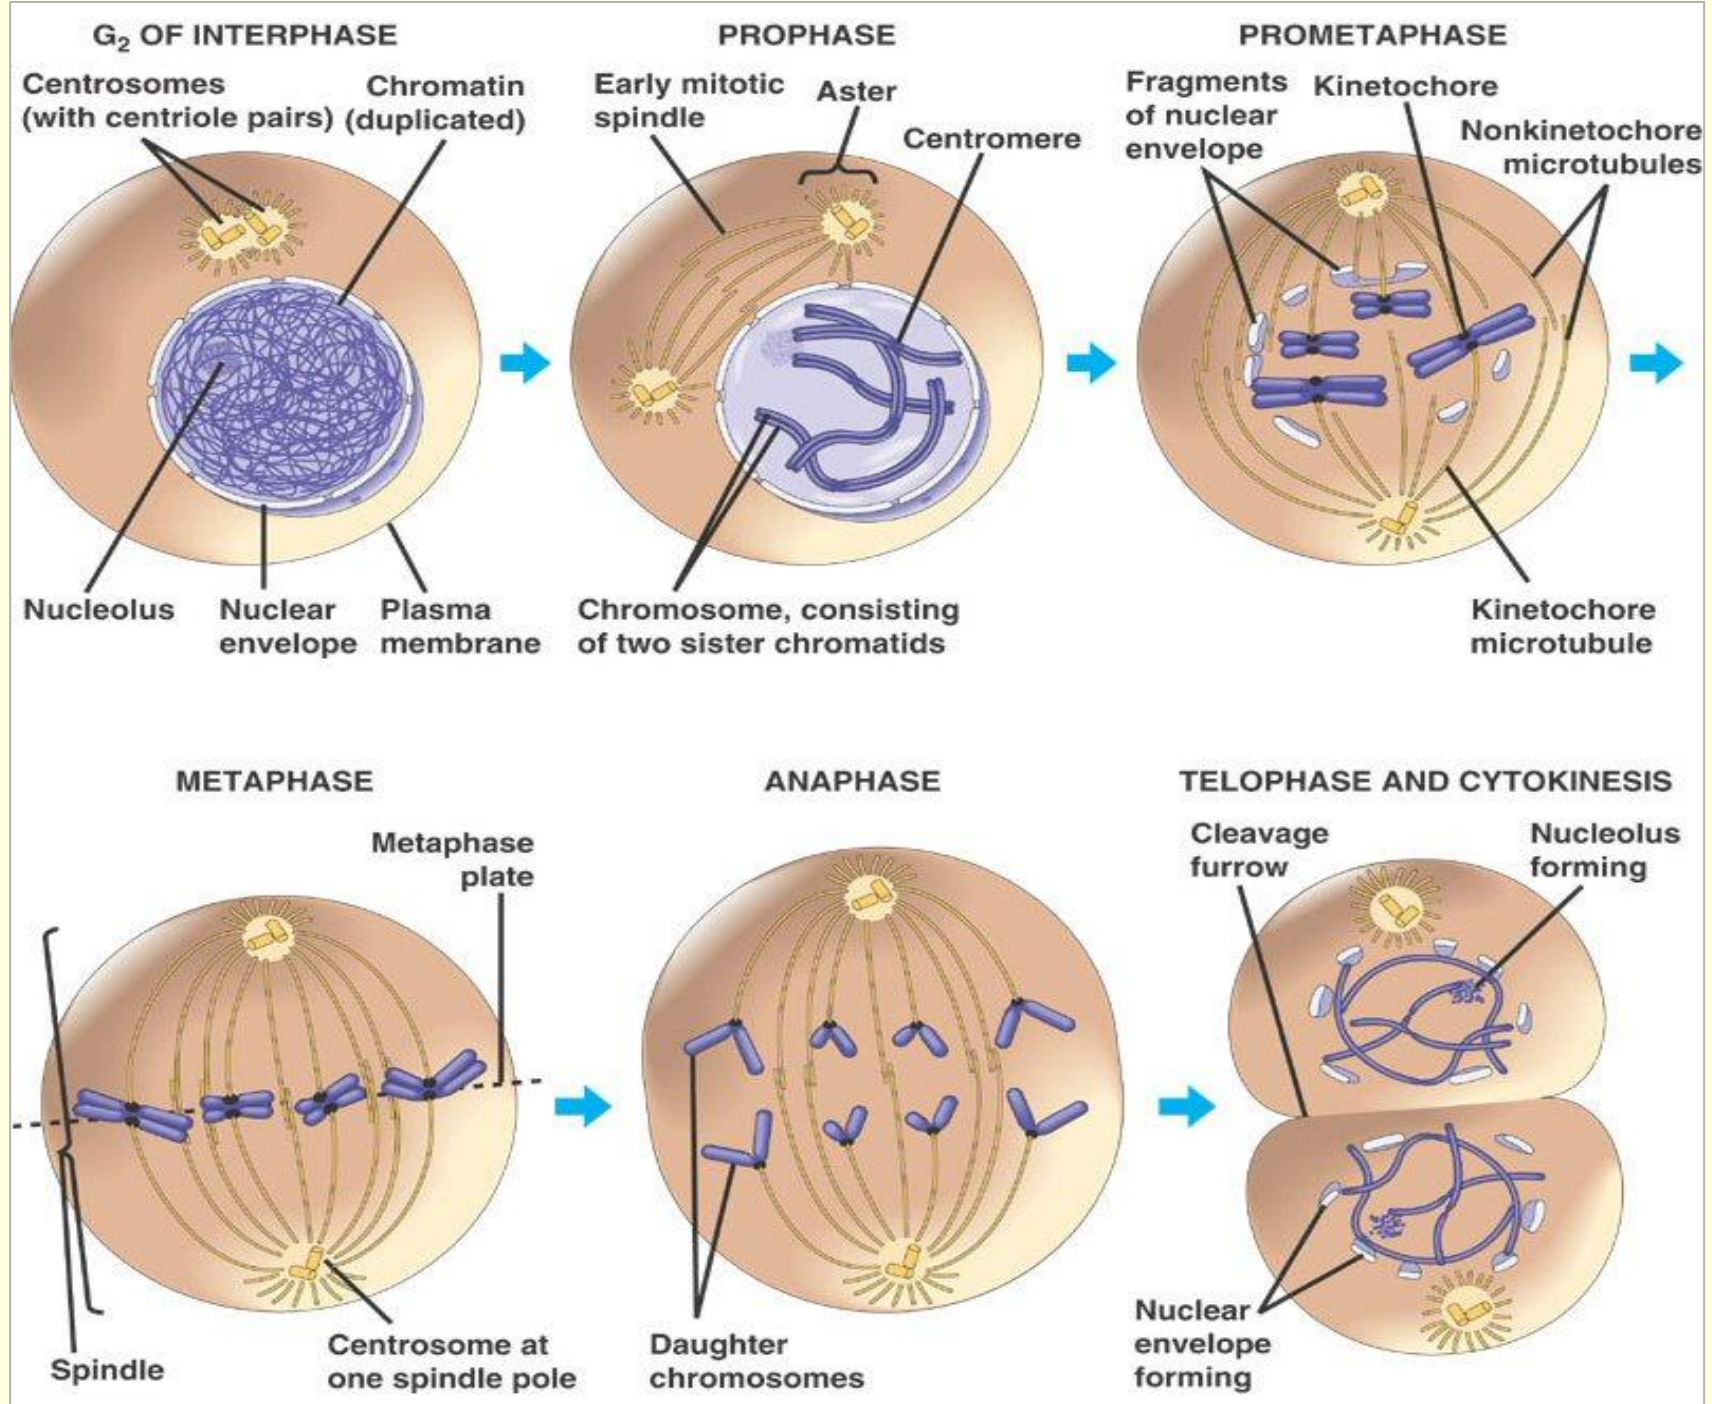 G₂ OF INTERPHASE
Centrosomes
(with centriole pairs)
Chromatin
(duplicated)
Nucleolus
Nuclear
envelope
Plasma
membrane
PROPHASE
Early mitotic
spindle
Aster
Centromere
Chromosome, consisting
of two sister chromatids
PROMETAPHASE
Fragments
of nuclear
envelope
Kinetochore
Nonkinetochore
microtubules
Kinetochore
microtubule
METAPHASE
Metaphase
plate
Spindle
Centrosome at
one spindle pole
ANAPHASE
Daughter
chromosomes
TELOPHASE AND CYTOKINESIS
Cleavage
furrow
Nucleolus
forming
Nuclear
envelope
forming